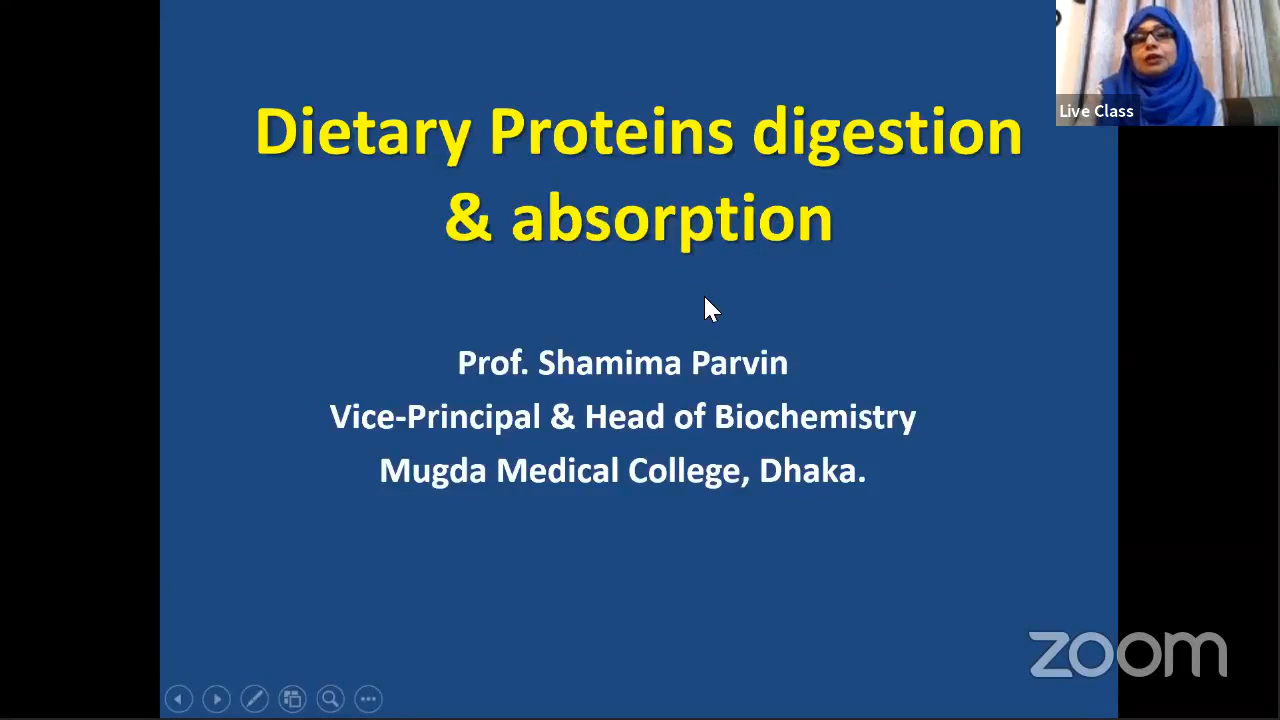 Live Class
Dietary Proteins digestion
& absorption
Prof. Shamima Parvin
Vice-Principal & Head of Biochemistry
Mugda Medical College, Dhaka.
zoom